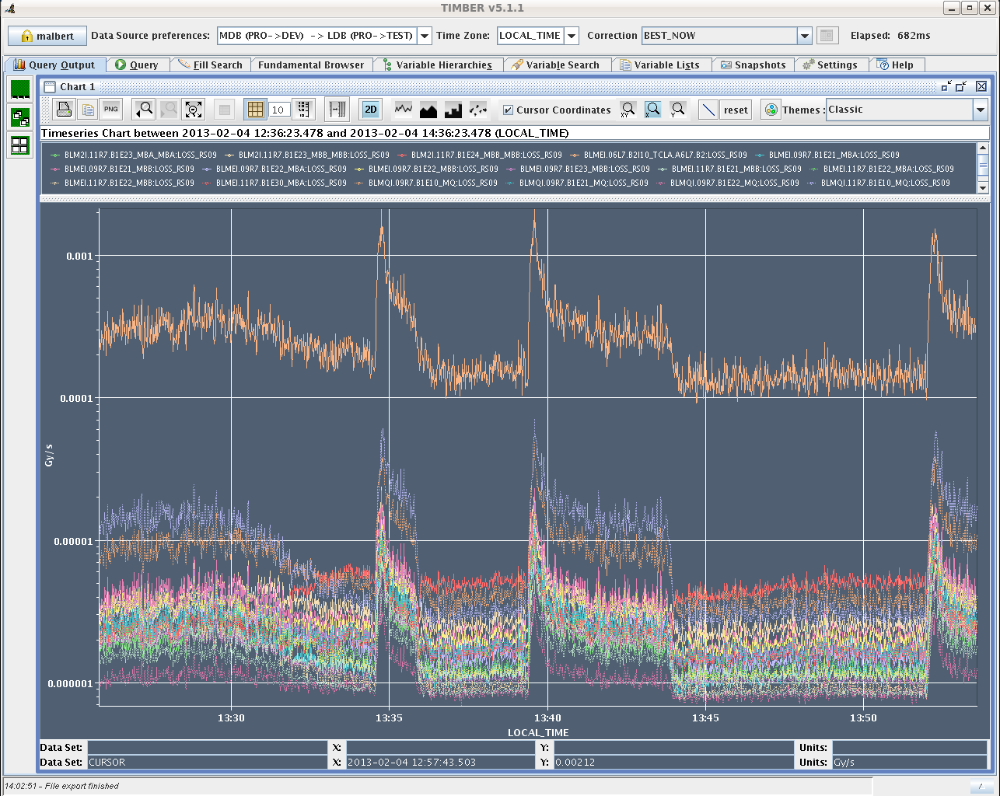 TIMBER v5.1.1
malbert Data Source preferences: MDB (PRO->DEV) -> LDB (PRO->TEST) Time Zone: LOCAL_TIME Correction BEST_NOW Elapsed: 682ms
Query Output Query Fill Search Fundamental Browser Variable Hierarchies Variable Search Variable Lists Snapshots Settings Help
Chart 1
PNG 10 2D XY X Y Cursor Coordinates reset Themes : Classic
Timeseries Chart between 2013-02-04 12:36:23.478 and 2013-02-04 14:36:23.478 (LOCAL_TIME)
BLM2I.11R7.B1E23_MBA_MBA:LOSS_RS09 BLM2I.11R7.B1E23_MBB_MBB:LOSS_RS09 BLM2I.11R7.B1E24_MBB_MBB:LOSS_RS09 BLMEI.06L7.B2I10_TCLA.A6L7.B2:LOSS_RS09 BLMEI.09R7.B1E21_MBA:LOSS_RS09
BLMEI.09R7.B1E21_MBB:LOSS_RS09 BLMEI.09R7.B1E22_MBA:LOSS_RS09 BLMEI.09R7.B1E22_MBB:LOSS_RS09 BLMEI.09R7.B1E23_MBB:LOSS_RS09 BLMEI.11R7.B1E21_MBB:LOSS_RS09 BLMEI.11R7.B1E22_MBA:LOSS_RS09
BLMEI.11R7.B1E22_MBB:LOSS_RS09 BLMEI.11R7.B1E30_MBA:LOSS_RS09 BLMQI.09R7.B1E10_MQ:LOSS_RS09 BLMQI.09R7.B1E21_MQ:LOSS_RS09 BLMQI.09R7.B1E22_MQ:LOSS_RS09 BLMQI.11R7.B1E10_MQ:LOSS_RS09
0.001
0.0001
Gy/s
0.00001
0.000001
13:30 13:35 13:40 13:45 13:50
LOCAL_TIME
Data Set: X: Y: Units:
Data Set: CURSOR X: 2013-02-04 12:57:43.503 Y: 0.00212 Units: Gy/s
14:02:51 - File export finished